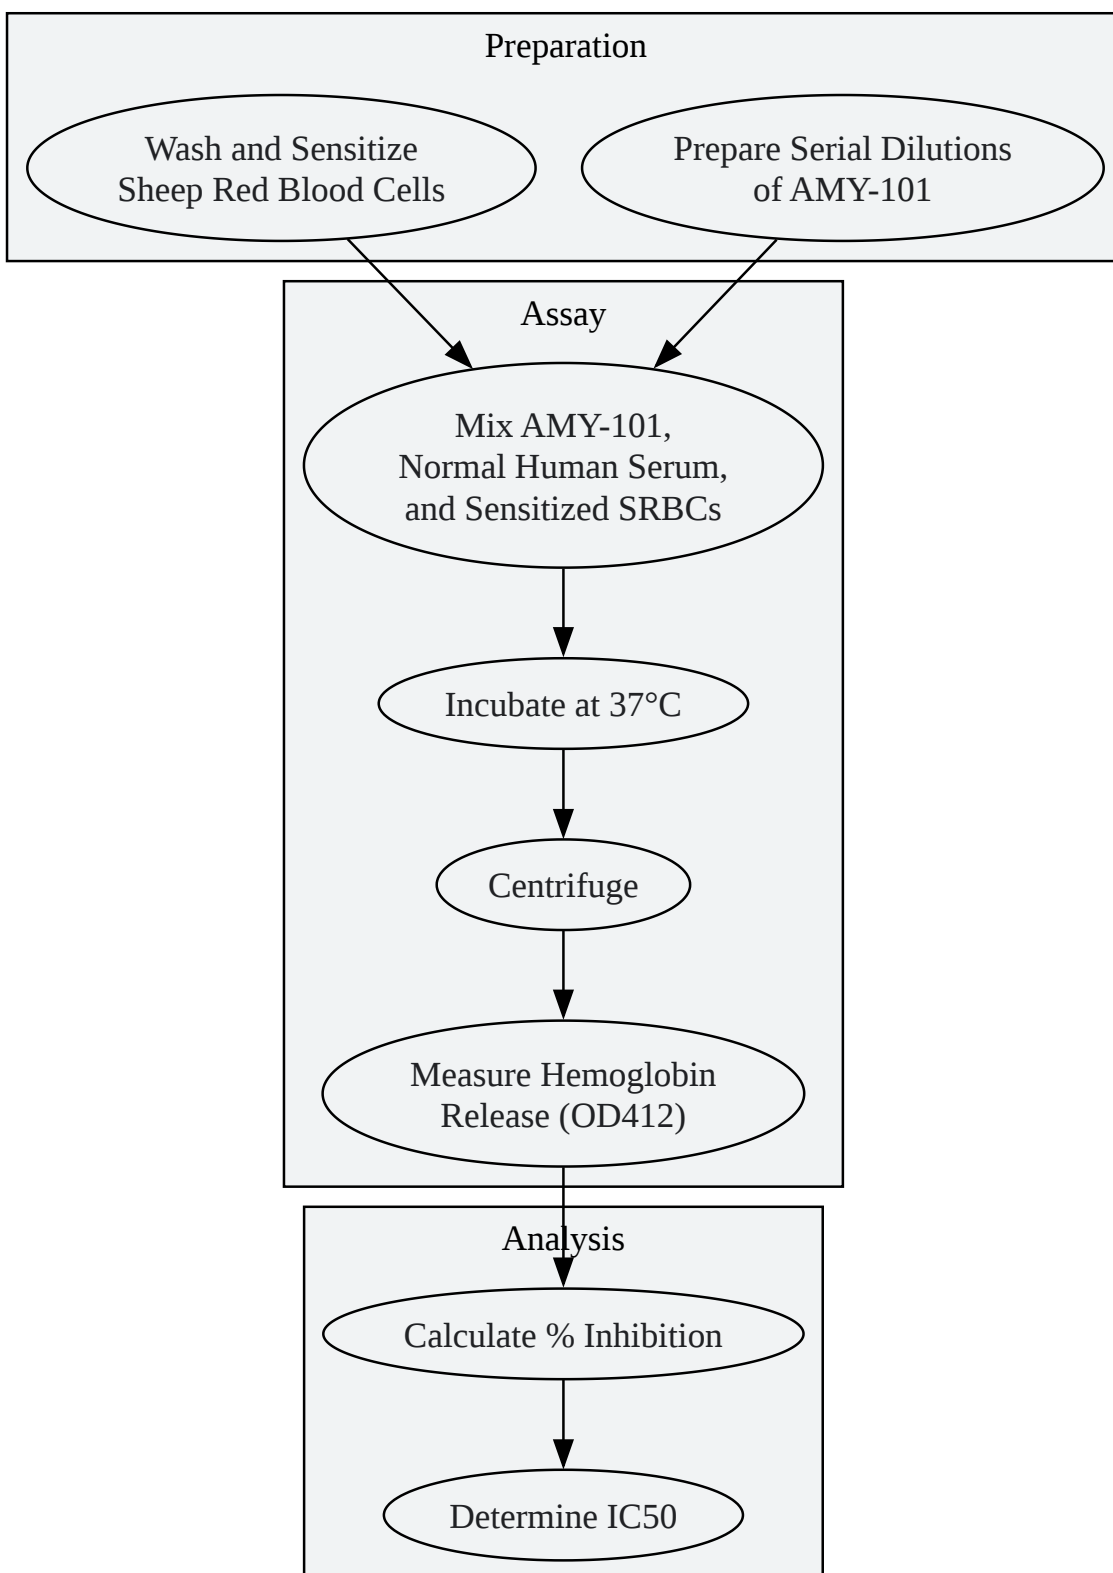 Preparation
Wash and Sensitize
Sheep Red Blood Cells
Prepare Serial Dilutions
of AMY-101
Assay
Mix AMY-101,
Normal Human Serum,
and Sensitized SRBCs
Incubate at 37°C
Centrifuge
Measure Hemoglobin
Release (OD412)
Analysis
Calculate % Inhibition
Determine IC50